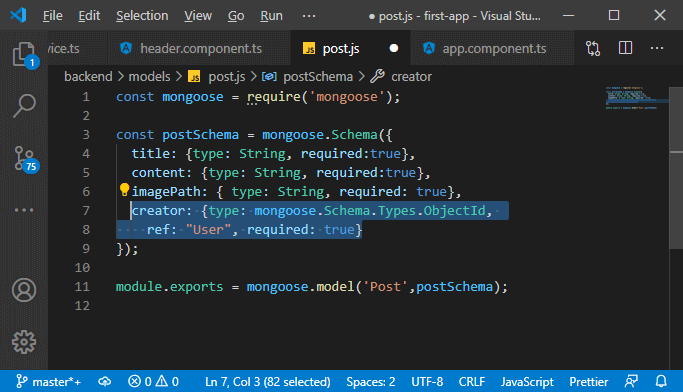 File Edit Selection View Go Run ··· ● post.js - first-app - Visual Stu...
vice.ts header.component.ts JS post.js ● app.component.ts ···
backend > models > JS post.js > postSchema > creator
1 const mongoose = require('mongoose');
2
3 const postSchema = mongoose.Schema({
4 title: {type: String, required:true},
5 content: {type: String, required:true},
6 imagePath: { type: String, required: true},
7 creator: {type: mongoose.Schema.Types.ObjectId,
8 ref: "User", required: true}
9 });
10
11 module.exports = mongoose.model('Post',postSchema);
12
1
75
master*+ 0 0 Ln 7, Col 3 (82 selected) Spaces: 2 UTF-8 CRLF JavaScript Prettier